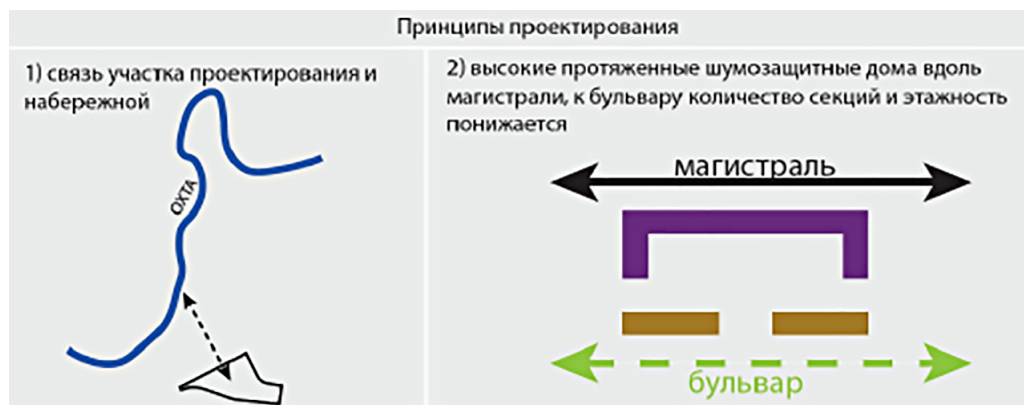 Принципы проектирования
1) связь участка проектирования и
набережной
ОХТА
2) высокие протяженные шумозащитные дома вдоль
магистрали, к бульвару количество секций и этажность
понижается
магистраль
бульвар